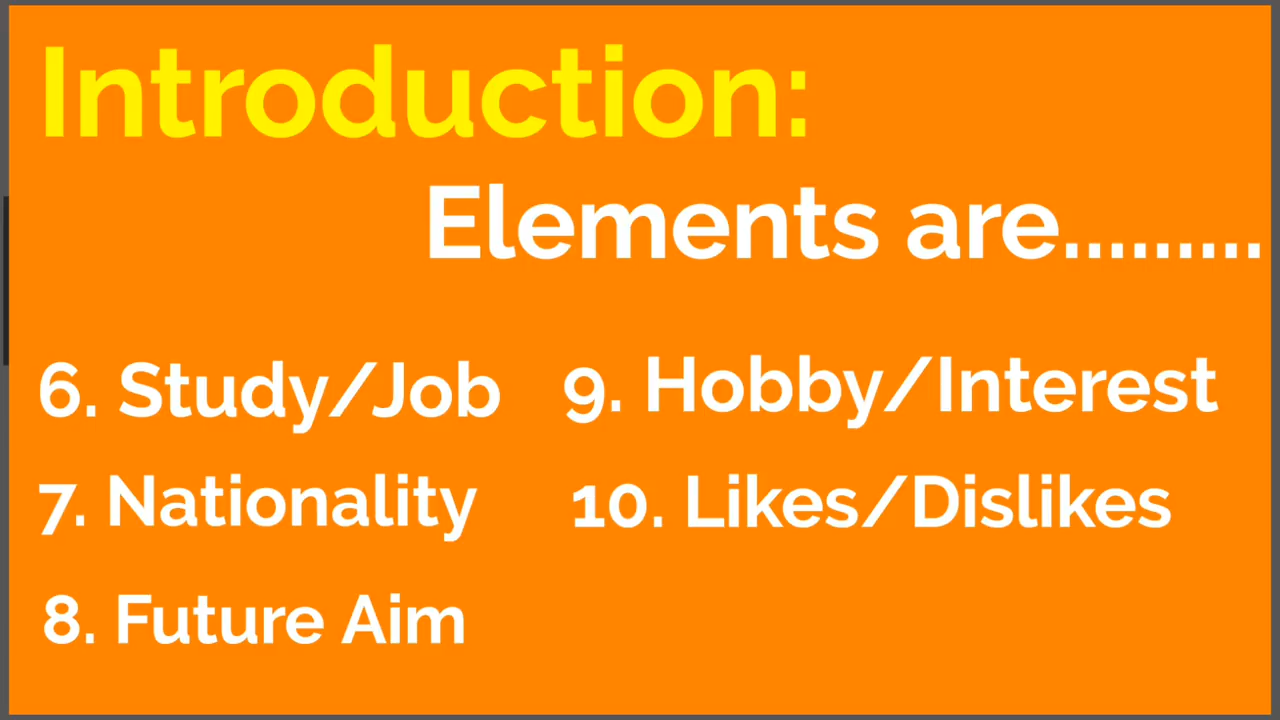 Introduction:
Elements are.........
6. Study/Job
7. Nationality
8. Future Aim
9. Hobby/Interest
10. Likes/Dislikes